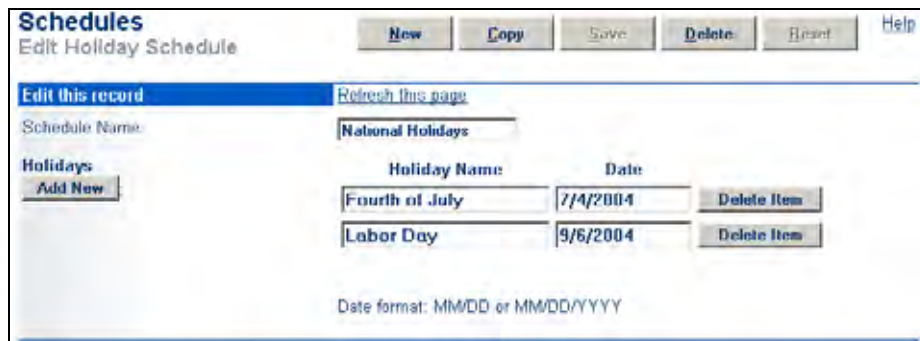 Schedules
Edit Holiday Schedule
New Copy Save Delete Reset Help
Edit this record Refresh this page
Schedule Name National Holidays
Holidays Holiday Name Date
Add New
Fourth of July 7/4/2004 Delete Item
Labor Day 9/6/2004 Delete Item
Date format: MM/DD or MM/DD/YYYY